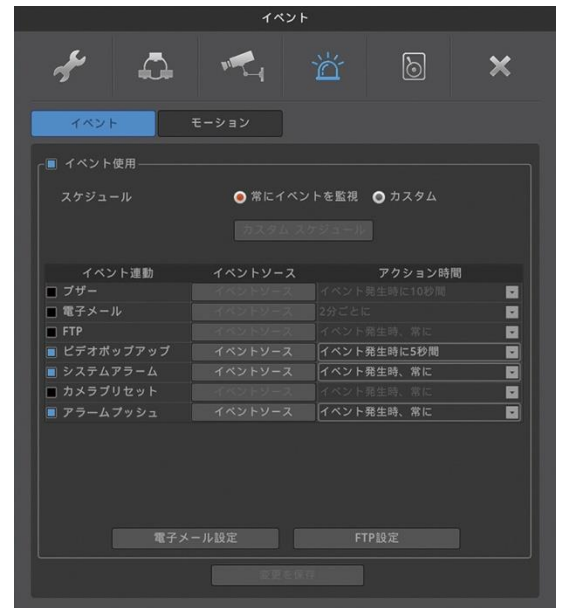 イベント
イベント モーション
イベント使用
スケジュール 常にイベントを監視 カスタム
カスタム スケジュール
イベント連動 イベントソース アクション時間
ブザー イベントソース イベント発生時に10秒間
電子メール イベントソース 2分ごとに
FTP イベントソース イベント発生時、常に
ビデオポップアップ イベントソース イベント発生時に5秒間
システムアラーム イベントソース イベント発生時、常に
カメラプリセット イベントソース イベント発生時、常に
アラームプッシュ イベントソース イベント発生時、常に
電子メール設定 FTP設定
変更を保存